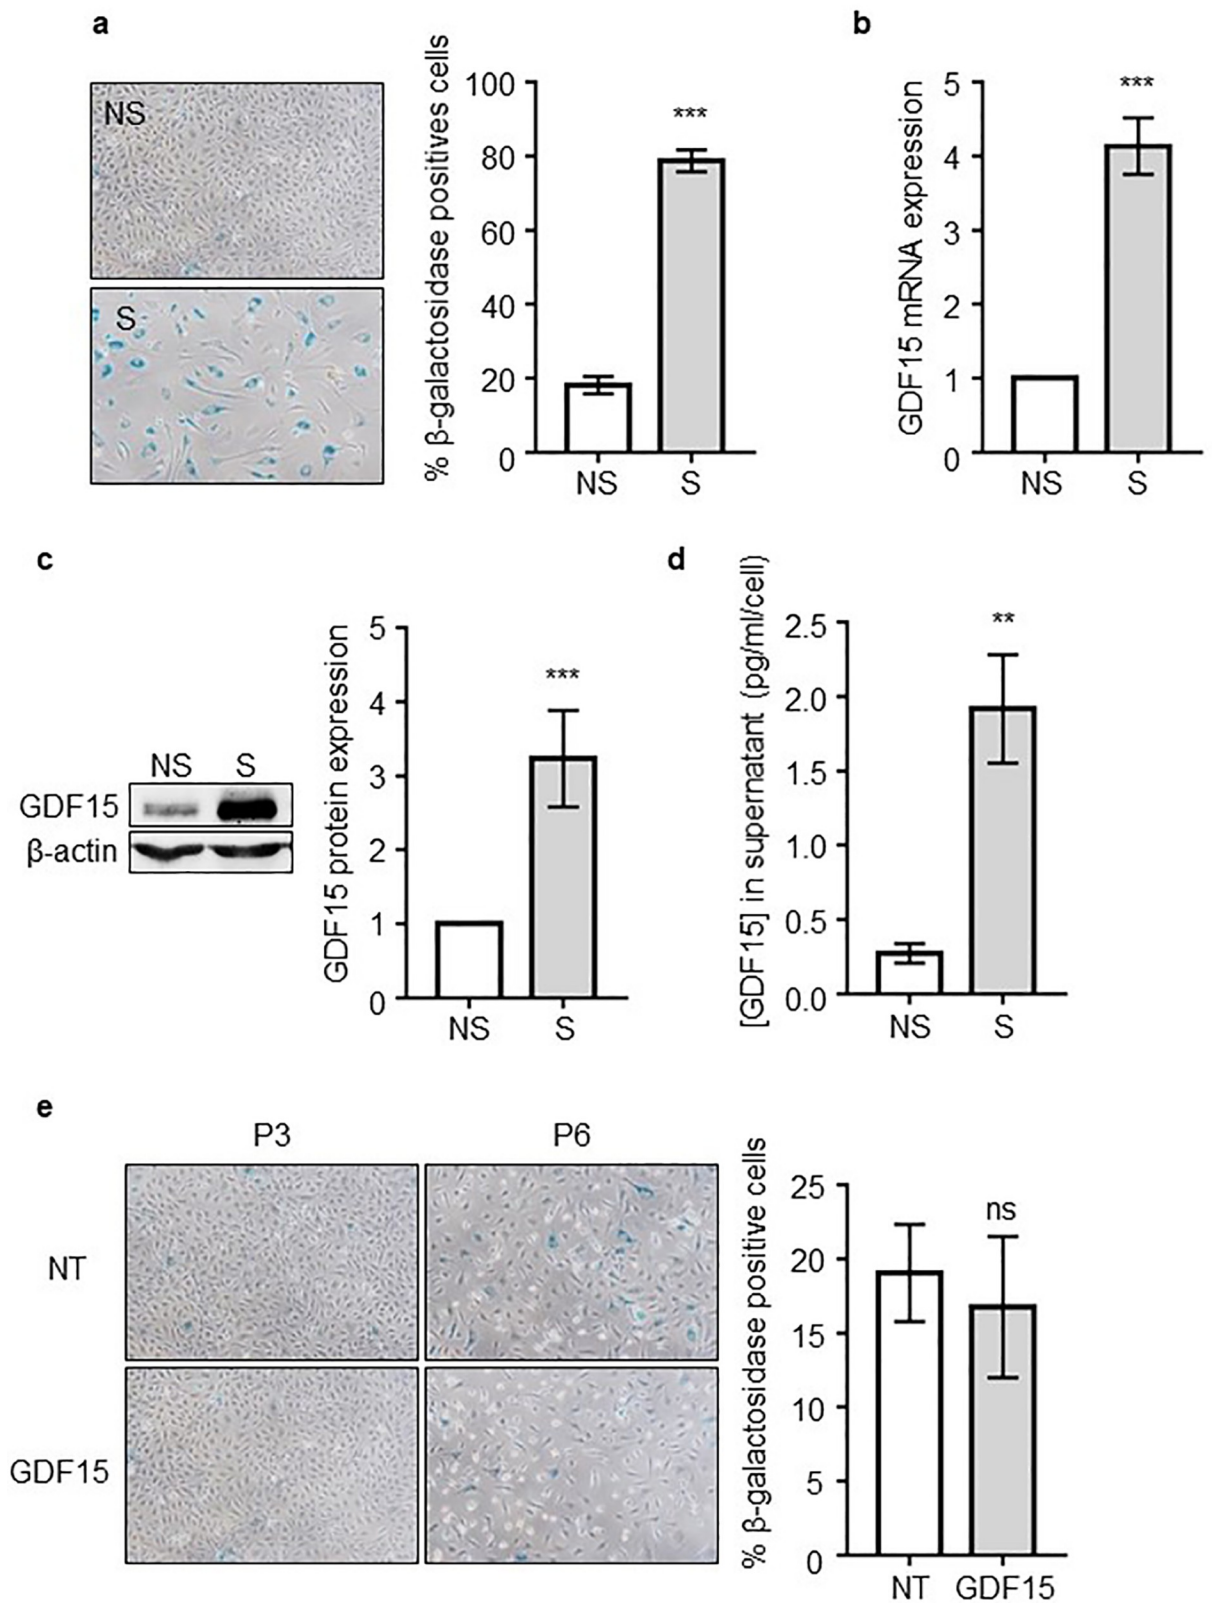 a
NS
S
% β-galactosidase positives cells
100
80
60
40
20
0
***
NS S
b
GDF15 mRNA expression
5
4
3
2
1
0
***
NS S
c
NS S
GDF15
β-actin
GDF15 protein expression
5
4
3
2
1
0
***
NS S
d
[GDF15] in supernatant (pg/ml/cell)
2.5
2.0
1.5
1.0
0.5
0.0
**
NS S
e
P3 P6
NT
GDF15
% β-galactosidase positive cells
25
20
15
10
5
0
ns
NT GDF15